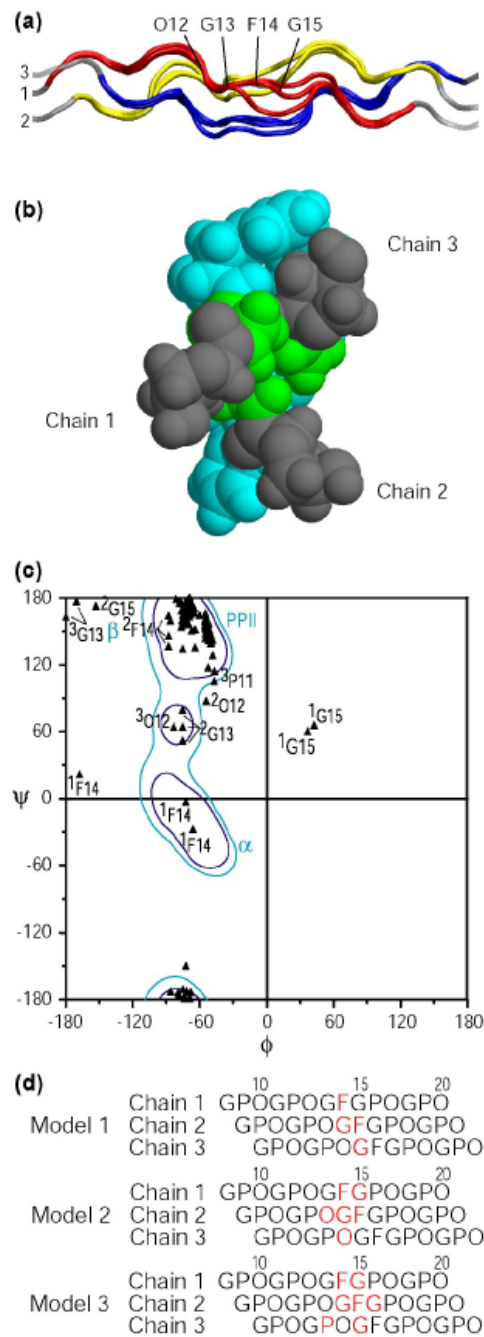 (a)
O12 G13 F14 G15
3
1
2
(b)
Chain 3
Chain 1
Chain 2
(c)
180
120
60
0
-60
-120
-180
ψ
2G15
3G13
β
2F14
PPII
3P11
2O12
3O12
2G13
1G15
1G15
1F14
1F14
1F14
α
-180 -120 -60 0 60 120 180
ϕ
(d)
10 15 20
Chain 1 GPOGPOGFGPOGPO
Model 1 Chain 2 GPOGPOGFGPOGPO
Chain 3 GPOGPOGFGPOGPO
10 15 20
Chain 1 GPOGPOGFGPOGPO
Model 2 Chain 2 GPOGPOGFGPOGPO
Chain 3 GPOGPOGFGPOGPO
10 15 20
Chain 1 GPOGPOGFGPOGPO
Model 3 Chain 2 GPOGPOGFGPOGPO
Chain 3 GPOGPOGFGPOGPO